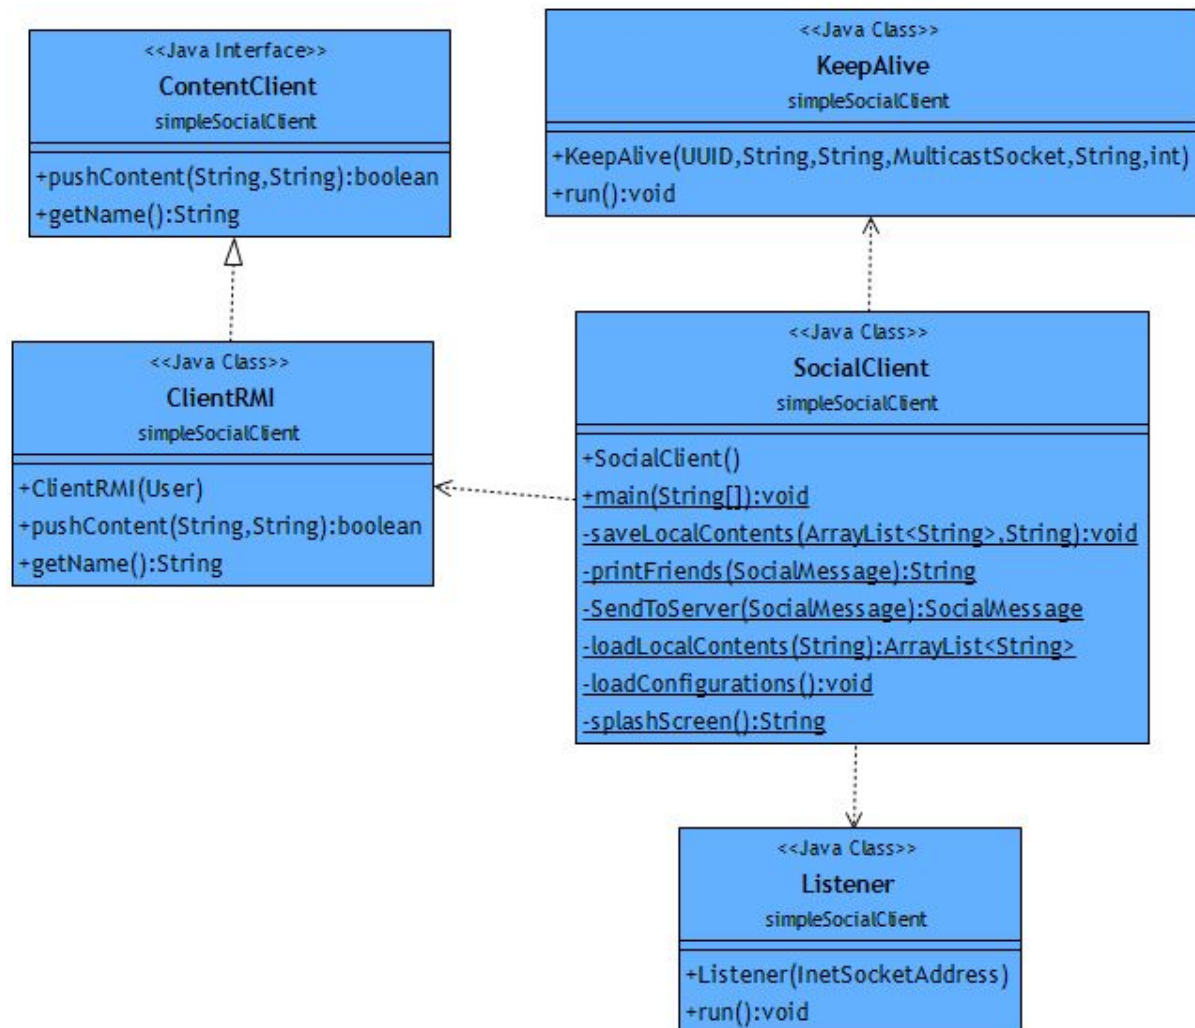 <<Java Interface>>
ContentClient
simpleSocialClient
+pushContent(String,String):boolean
+getName():String
<<Java Class>>
KeepAlive
simpleSocialClient
+KeepAlive(UUID,String,String,MulticastSocket,String,int)
+run():void
<<Java Class>>
ClientRMI
simpleSocialClient
+ClientRMI(User)
+pushContent(String,String):boolean
+getName():String
<<Java Class>>
SocialClient
simpleSocialClient
+SocialClient()
+main(String[]):void
-saveLocalContents(ArrayList<String>,String):void
-printFriends(SocialMessage):String
-SendToServer(SocialMessage):SocialMessage
-loadLocalContents(String):ArrayList<String>
-loadConfigurations():void
-splashScreen():String
<<Java Class>>
Listener
simpleSocialClient
+Listener(InetSocketAddress)
+run():void